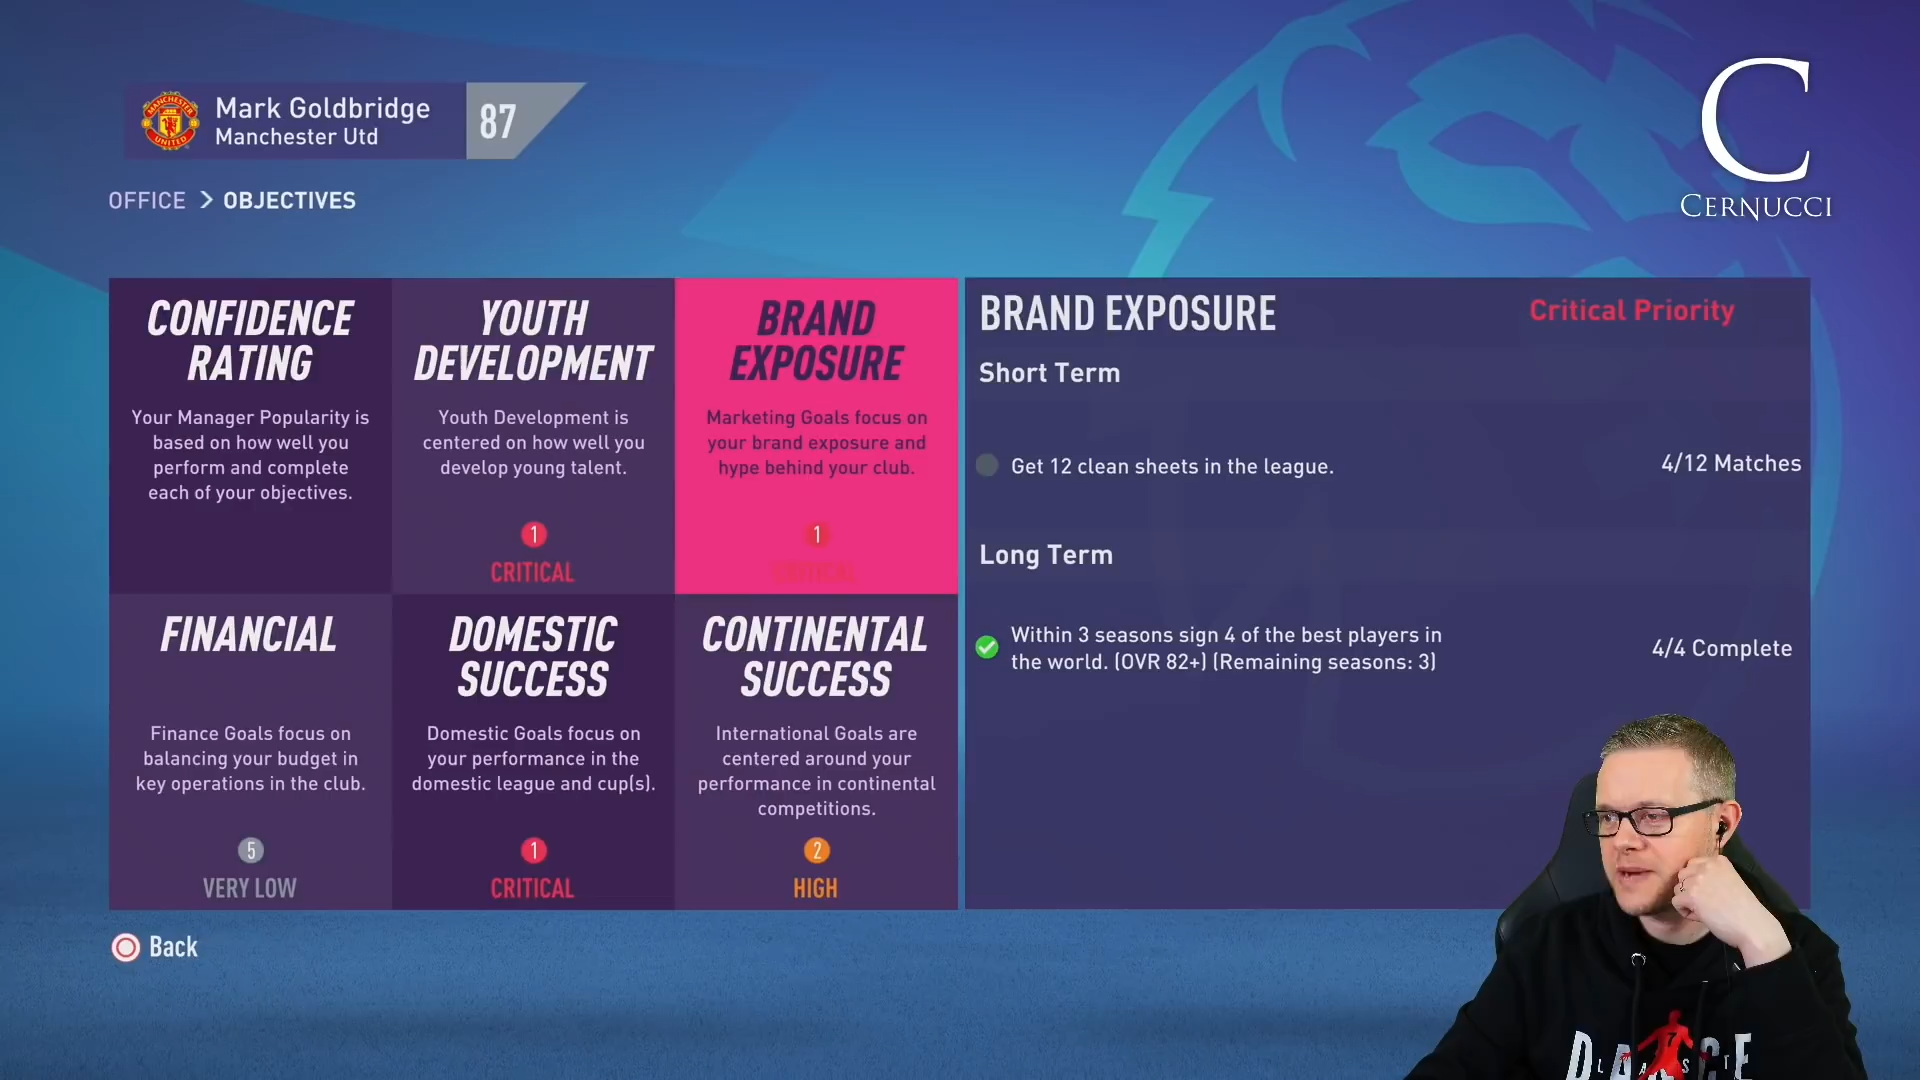 Mark Goldbridge
Manchester Utd
87
MANCHESTER
UNITED
C
CERNUCCI
OFFICE > OBJECTIVES
CONFIDENCE
RATING
Your Manager Popularity is
based on how well you
perform and complete
each of your objectives.
YOUTH
DEVELOPMENT
Youth Development is
centered on how well you
develop young talent.
1
CRITICAL
BRAND
EXPOSURE
Marketing Goals focus on
your brand exposure and
hype behind your club.
1
CRITICAL
FINANCIAL
Finance Goals focus on
balancing your budget in
key operations in the club.
5
VERY LOW
DOMESTIC
SUCCESS
Domestic Goals focus on
your performance in the
domestic league and cup(s).
1
CRITICAL
CONTINENTAL
SUCCESS
International Goals are
centered around your
performance in continental
competitions.
2
HIGH
BRAND EXPOSURE
Critical Priority
Short Term
Get 12 clean sheets in the league.
4/12 Matches
Long Term
Within 3 seasons sign 4 of the best players in
the world. (OVR 82+) (Remaining seasons: 3)
4/4 Complete
Back